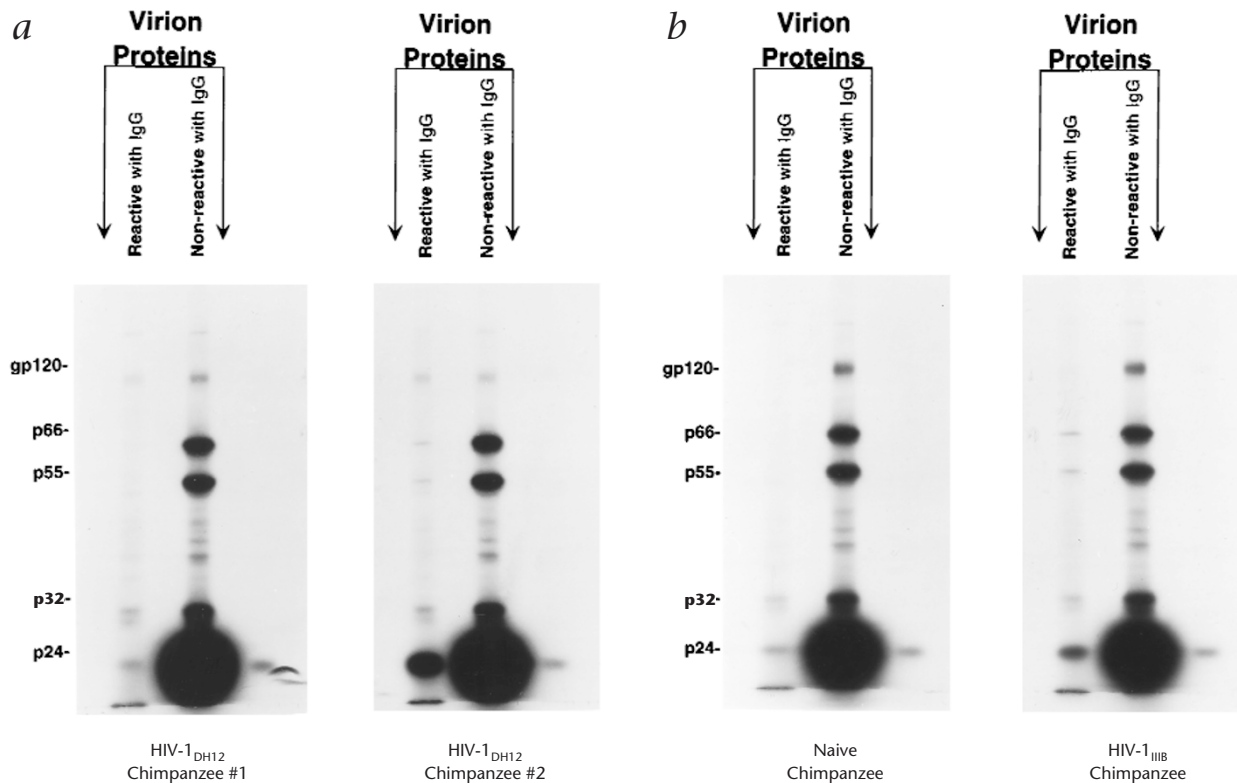 a
Virion
Proteins
Reactive with IgG
Non-reactive with IgG
Virion
Proteins
Reactive with IgG
Non-reactive with IgG
gp120-
p66-
p55-
p32-
p24-
HIV-1DH12
Chimpanzee #1
HIV-1DH12
Chimpanzee #2
b
Virion
Proteins
Reactive with IgG
Non-reactive with IgG
Virion
Proteins
Reactive with IgG
Non-reactive with IgG
gp120-
p66-
p55-
p32-
p24-
Naive
Chimpanzee
HIV-1IIIB
Chimpanzee